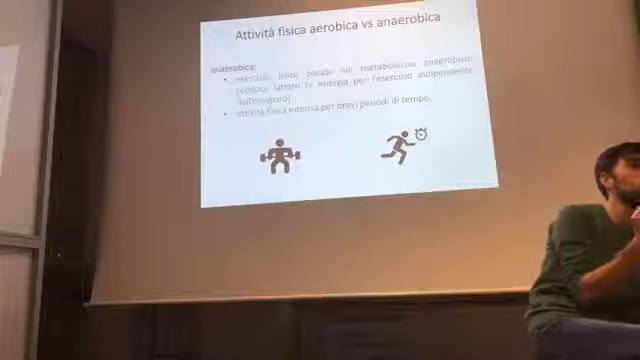 Attività fisica aerobica vs anaerobica
anaerobica:
• esercizio fisico basato sul metabolismo anaerobico:
produce lattato (e energia per l'esercizio indipendente
dall'ossigeno)
• attività fisica intensa per brevi periodi di tempo.